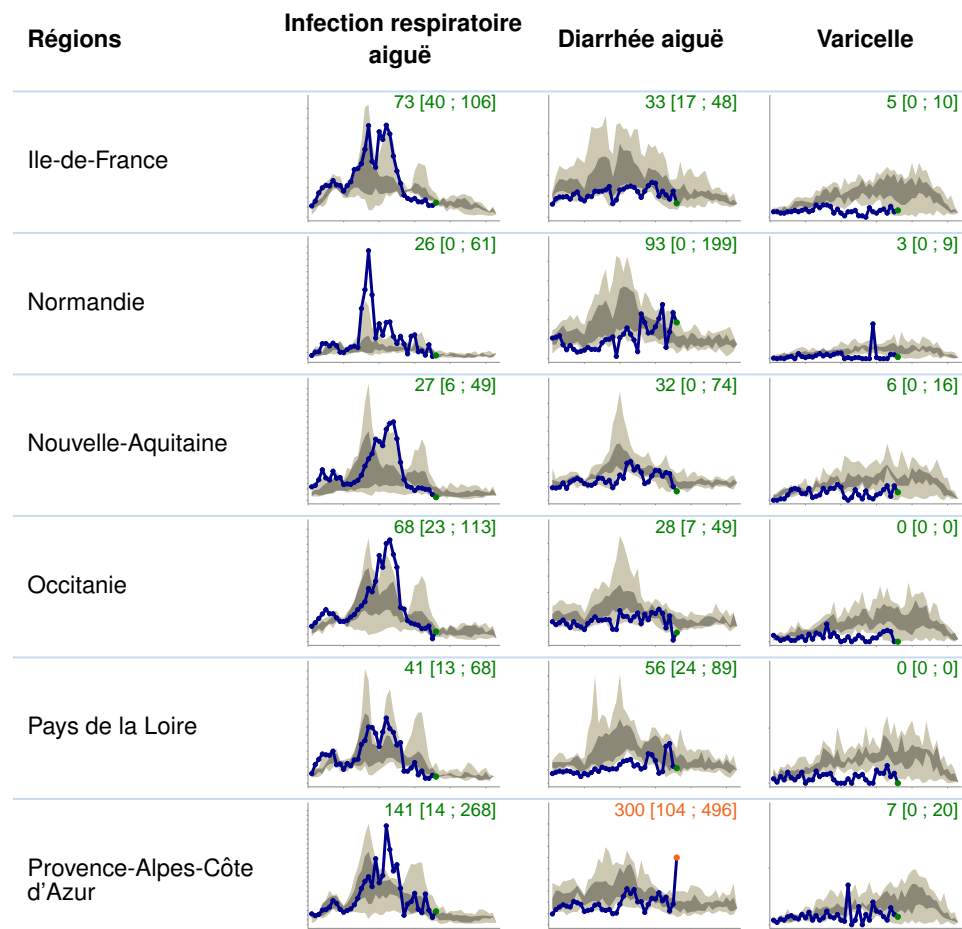 Régions
Infection respiratoire
aiguë
Diarrhée aiguë
Varicelle
Ile-de-France
73 [40 ; 106]
33 [17 ; 48]
5 [0 ; 10]
Normandie
26 [0 ; 61]
93 [0 ; 199]
3 [0 ; 9]
Nouvelle-Aquitaine
27 [6 ; 49]
32 [0 ; 74]
6 [0 ; 16]
Occitanie
68 [23 ; 113]
28 [7 ; 49]
0 [0 ; 0]
Pays de la Loire
41 [13 ; 68]
56 [24 ; 89]
0 [0 ; 0]
Provence-Alpes-Côte
d'Azur
141 [14 ; 268]
300 [104 ; 496]
7 [0 ; 20]